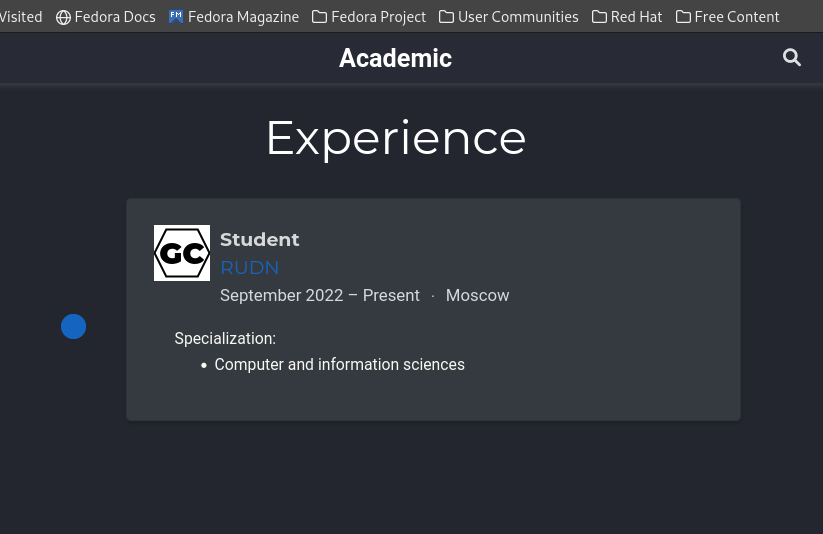 Visited Fedora Docs Fedora Magazine Fedora Project User Communities Red Hat Free Content
Academic
Experience
GC Student
RUDN
September 2022 – Present · Moscow
Specialization:
• Computer and information sciences